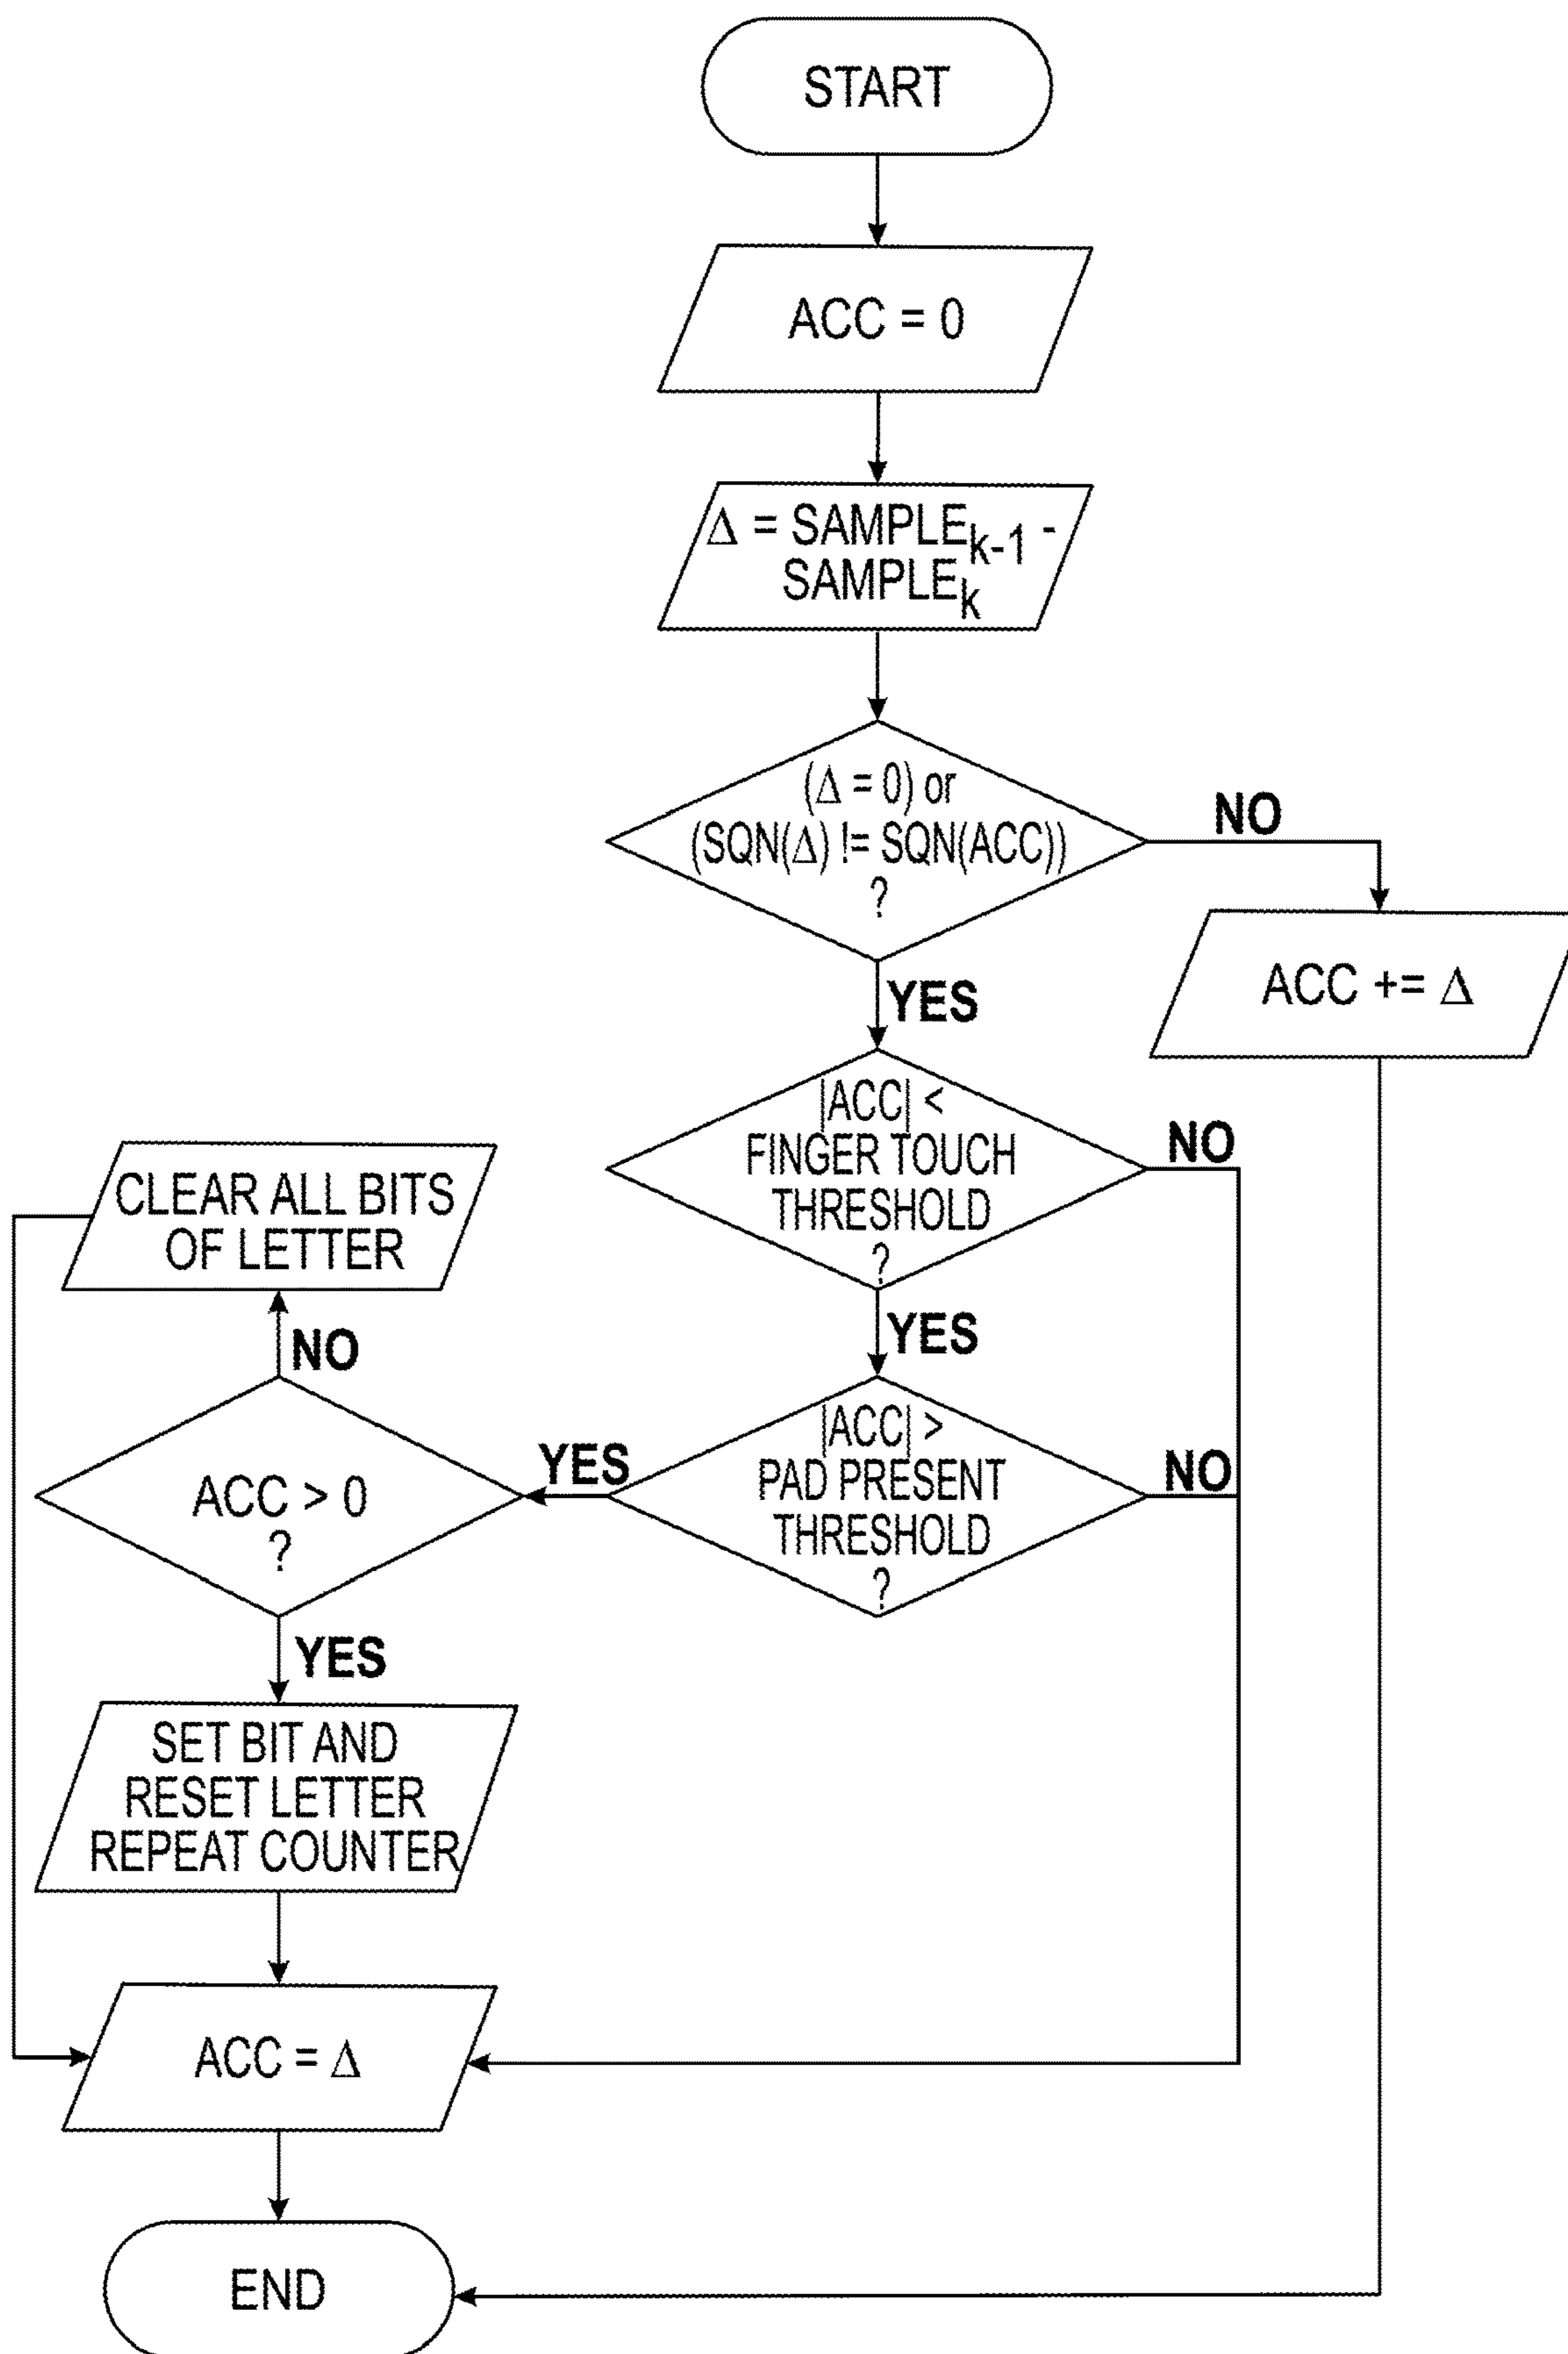 START
ACC = 0
Δ = SAMPLEₖ₋₁ -
SAMPLEₖ
(Δ = 0) or
(SQN(Δ) != SQN(ACC))
?
NO
ACC += Δ
YES
|ACC| <
FINGER TOUCH
THRESHOLD
?
NO
CLEAR ALL BITS
OF LETTER
YES
NO
|ACC| >
PAD PRESENT
THRESHOLD
?
NO
YES
ACC > 0
?
YES
SET BIT AND
RESET LETTER
REPEAT COUNTER
ACC = Δ
END